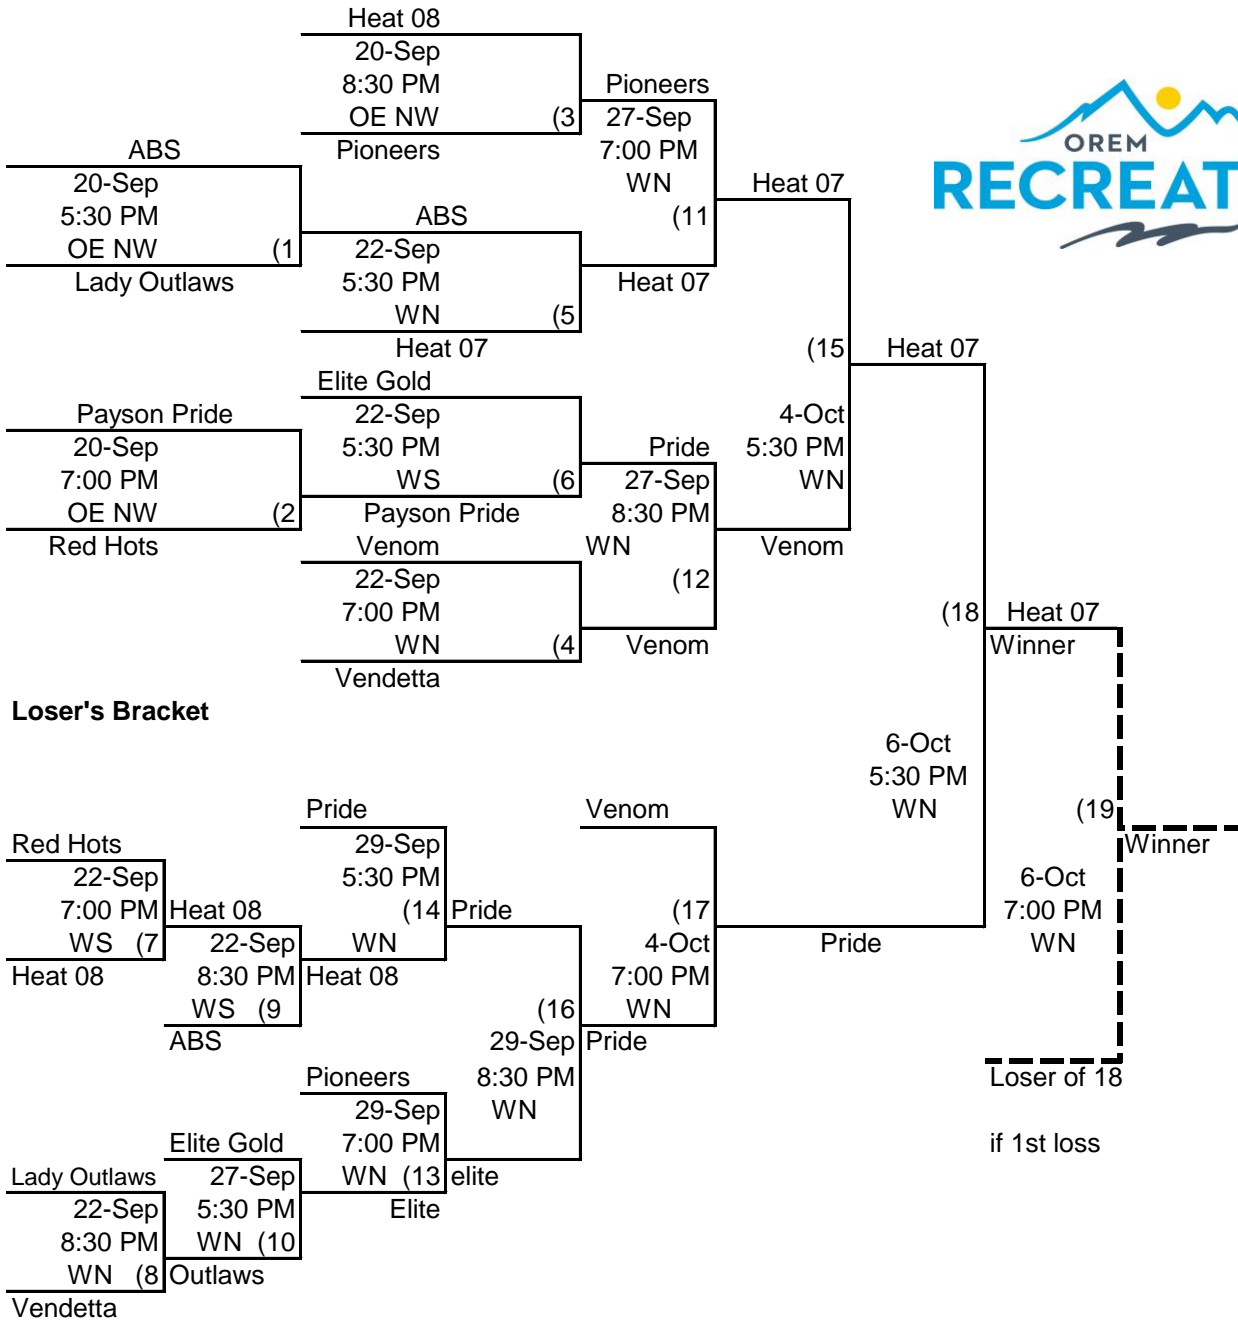 Heat 08
20-Sep
8:30 PM
OE NW (3
Pioneers
Pioneers
27-Sep
7:00 PM
WN
(11
OREM
RECREAT
ABS
20-Sep
5:30 PM
OE NW (1
Lady Outlaws
ABS
22-Sep
5:30 PM
WN (5
Heat 07
Heat 07
Heat 07
(15
4-Oct
5:30 PM
WN
Heat 07
Elite Gold
22-Sep
5:30 PM
WS (6
Payson Pride
Payson Pride
20-Sep
7:00 PM
OE NW (2
Red Hots
Pride
27-Sep
8:30 PM
WN
(12
Venom
Venom
22-Sep
7:00 PM
WN (4
Vendetta
Venom
(18
Heat 07
Winner
6-Oct
5:30 PM
WN
Loser's Bracket
Red Hots
22-Sep
7:00 PM
WS (7
Heat 08
Heat 08
22-Sep
8:30 PM
WS (9
ABS
Pride
29-Sep
5:30 PM
(14
WN
Heat 08
Pride
(16
29-Sep
8:30 PM
WN
Venom
(17
4-Oct
7:00 PM
WN
Pride
Pride
(19
6-Oct
7:00 PM
WN
Winner
Loser of 18
if 1st loss
Pioneers
29-Sep
7:00 PM
WN (13
elite
Elite
Elite Gold
27-Sep
5:30 PM
WN (10
Outlaws
Lady Outlaws
22-Sep
8:30 PM
WN (8
Vendetta